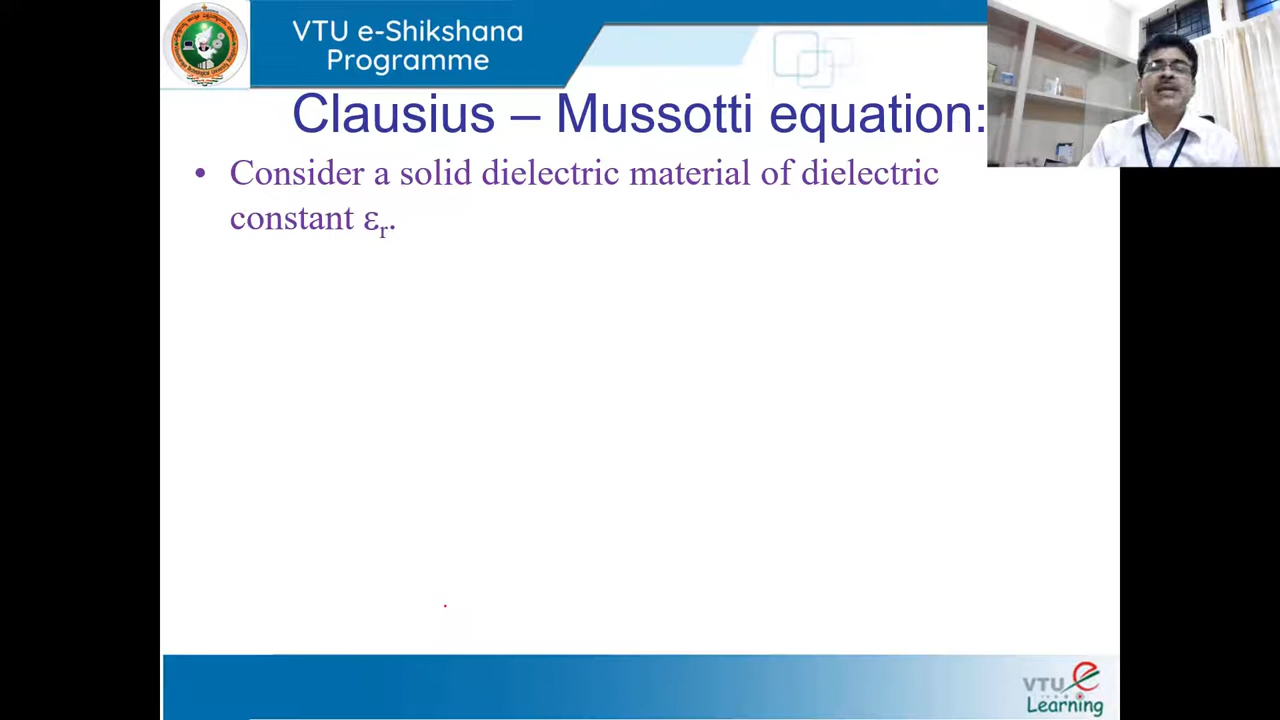 VTU e-Shikshana
Programme
Clausius – Mussotti equation:
• Consider a solid dielectric material of dielectric
constant εr.
VTU e
Learning